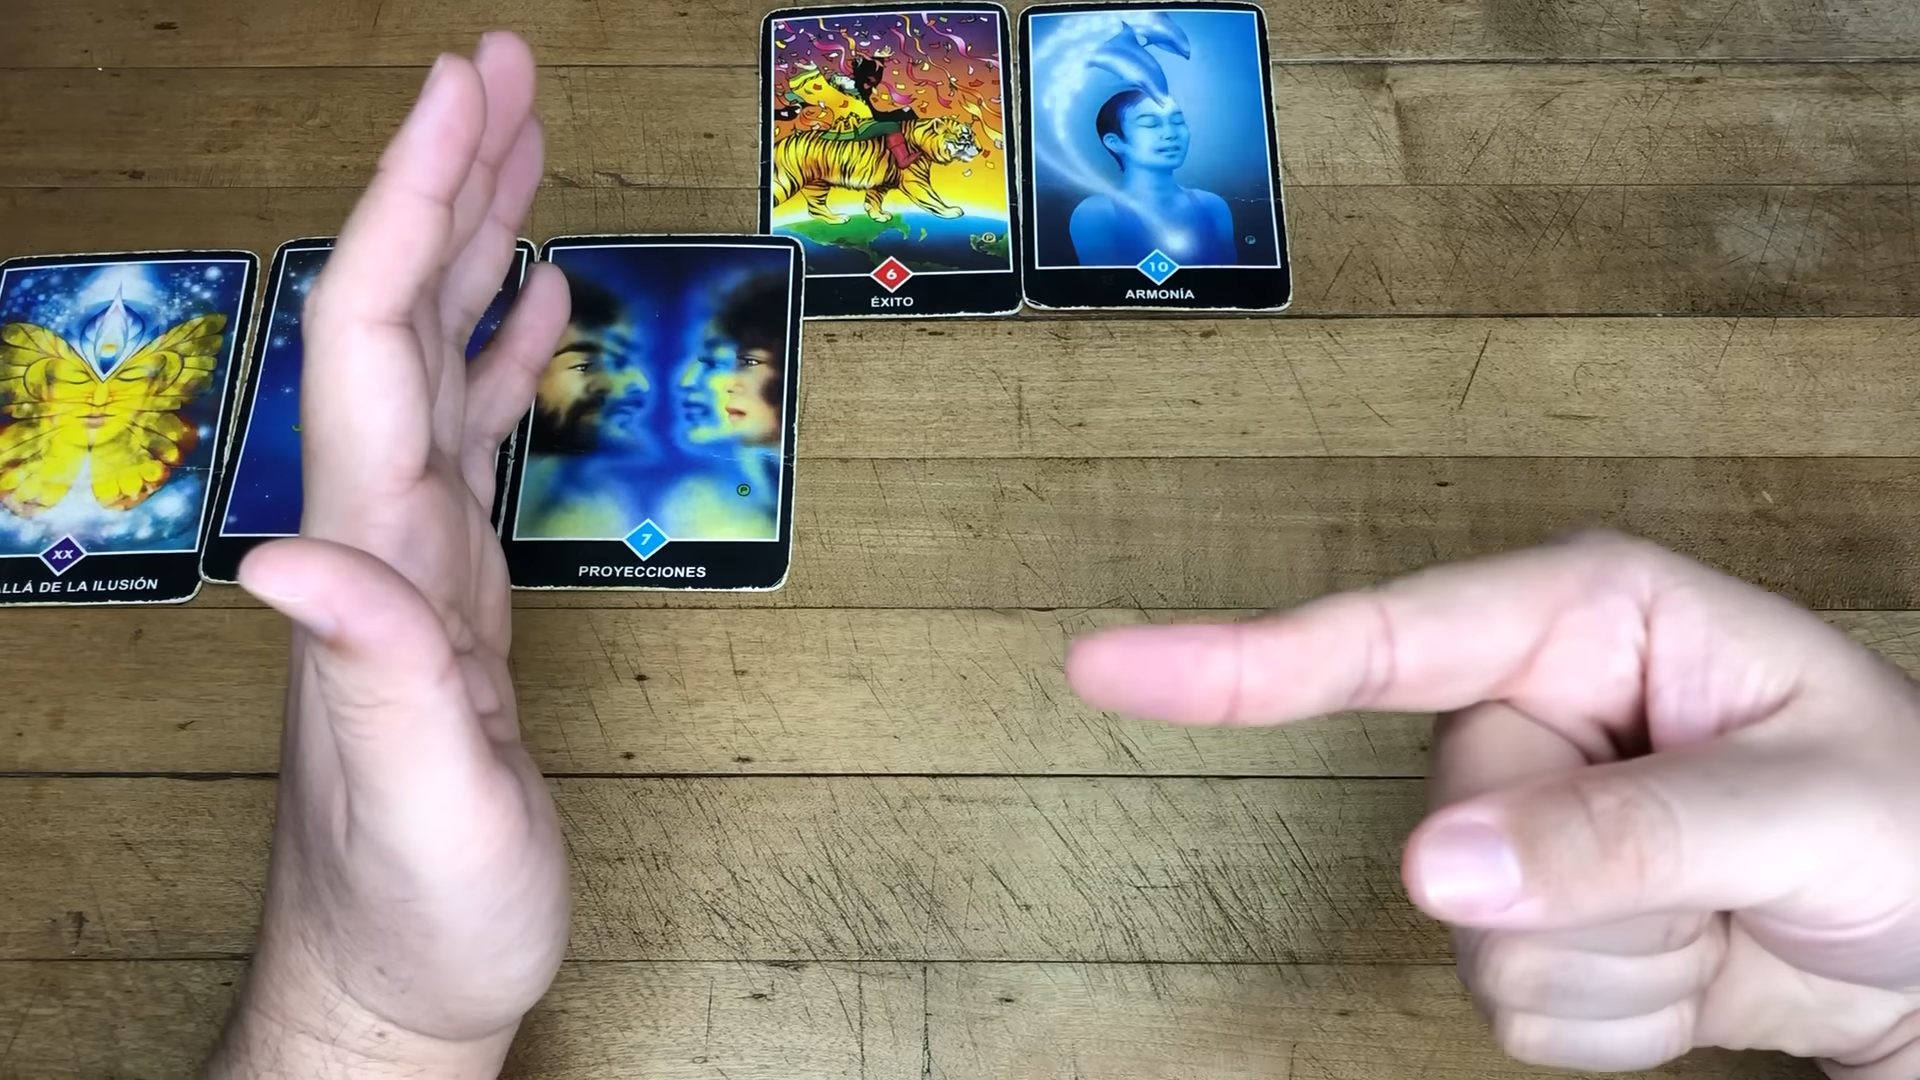 6
ÉXITO
10
ARMONÍA
XX
LLÁ DE LA ILUSIÓN
7
PROYECCIONES